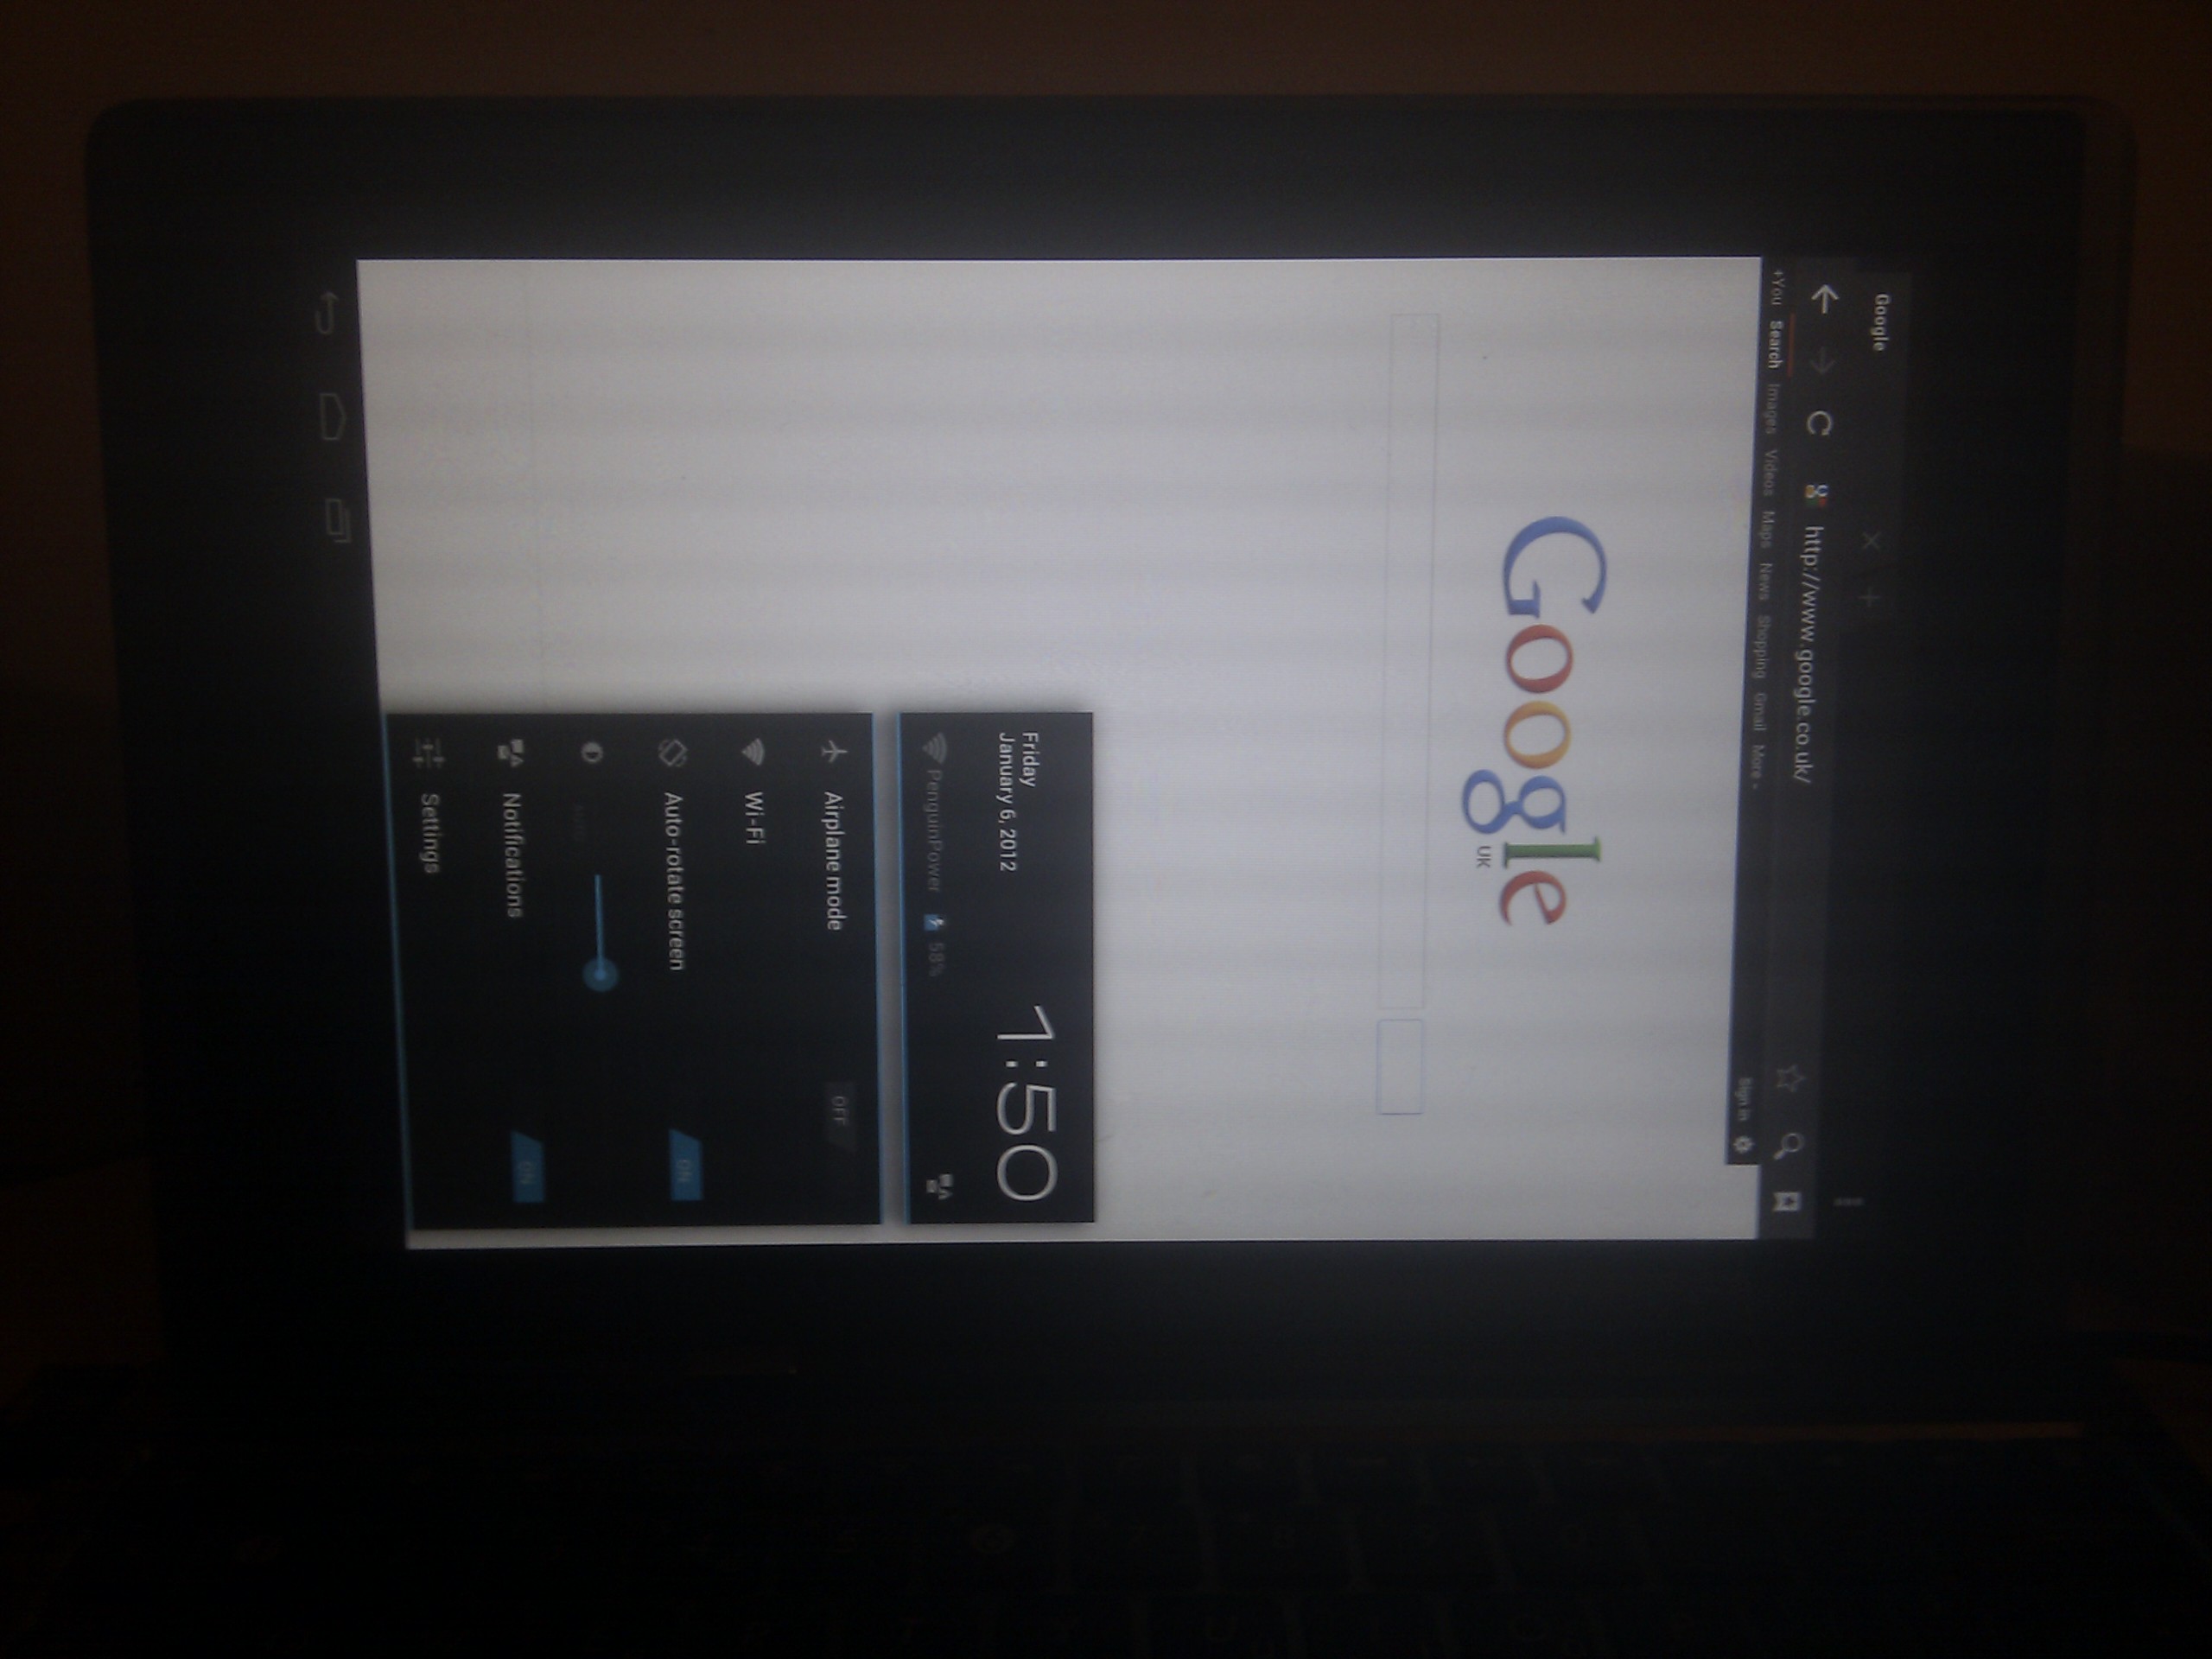 Google
http://www.google.co.uk/
+You Search Images Videos Maps News Shopping Gmail More
Sign in
Google
UK
Friday
January 6, 2012
1:50
PenguinPower 58%
Airplane mode OFF
Wi-Fi
Auto-rotate screen ON
Notifications ON
Settings